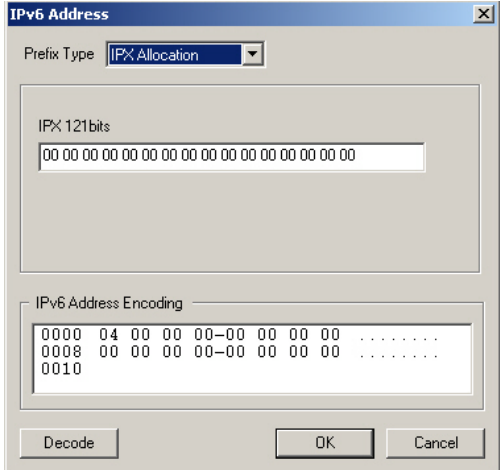 IPv6 Address
Prefix Type IPX Allocation
IPX 121bits
00 00 00 00 00 00 00 00 00 00 00 00 00 00 00 00
IPv6 Address Encoding
0000 04 00 00 00-00 00 00 00 ........
0008 00 00 00 00-00 00 00 00 ........
0010
Decode OK Cancel